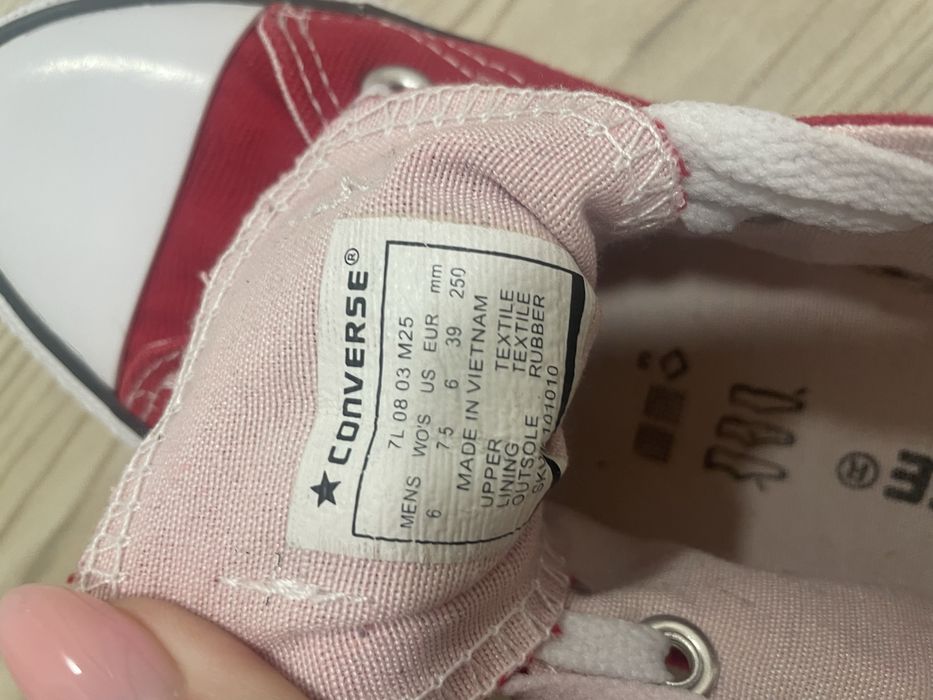 ★ CONVERSE®
7L 08 03 M25
MENS WO'S US EUR mm
6 7.5 6 39 250
MADE IN VIETNAM
UPPER TEXTILE
LINING TEXTILE
OUTSOLE RUBBER
101010